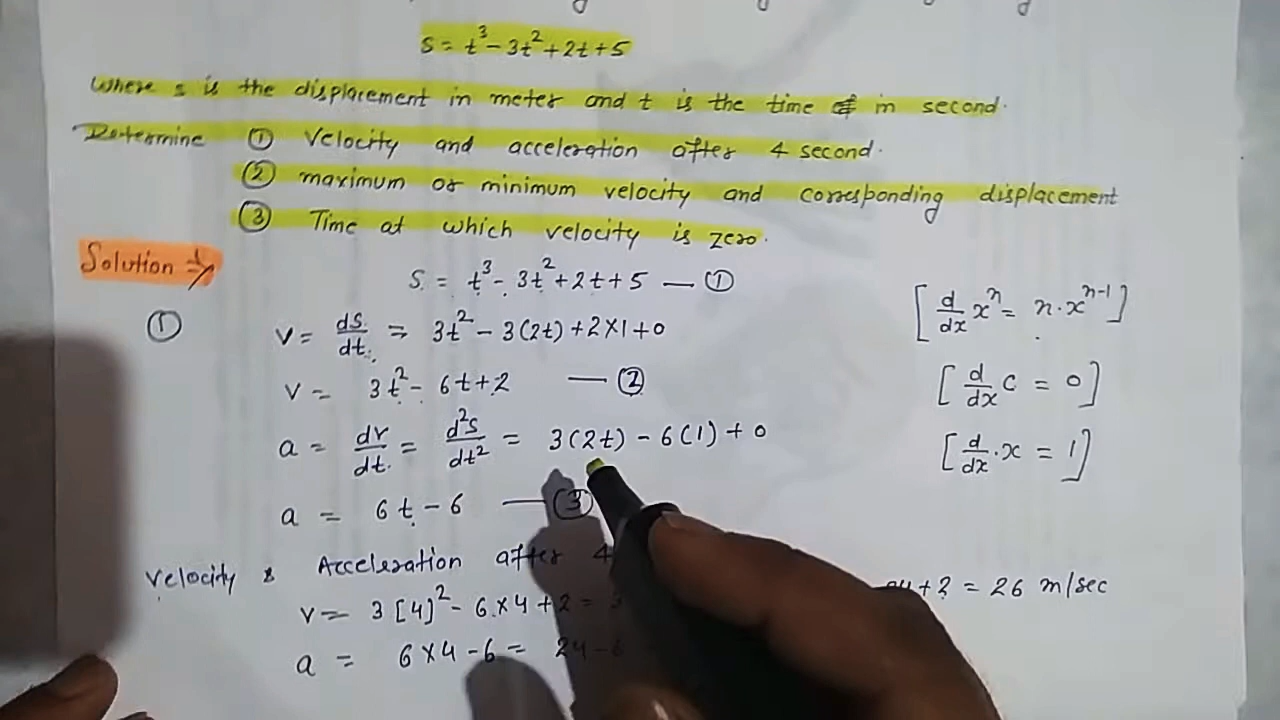 s = t³ - 3t² + 2t + 5
Where s is the displacement in meter and t is the time in second.
Determine ① Velocity and acceleration after 4 second.
② maximum or minimum velocity and corresponding displacement
③ Time at which velocity is zero.
Solution ⇒
S = t³ - 3t² + 2t + 5 — ①
① V = ds/dt ⇒ 3t² - 3(2t) + 2×1 + 0
V = 3t² - 6t + 2 — ②
a = dv/dt = d²s/dt² = 3(2t) - 6(1) + 0
a = 6t - 6 — ③
[d/dx xⁿ = n·xⁿ⁻¹]
[d/dx C = 0]
[d/dx · x = 1]
Velocity & Acceleration after 4
V = 3[4]² - 6×4 + 2 = + 2 = 26 m/sec
a = 6×4 - 6 = 24 - 6